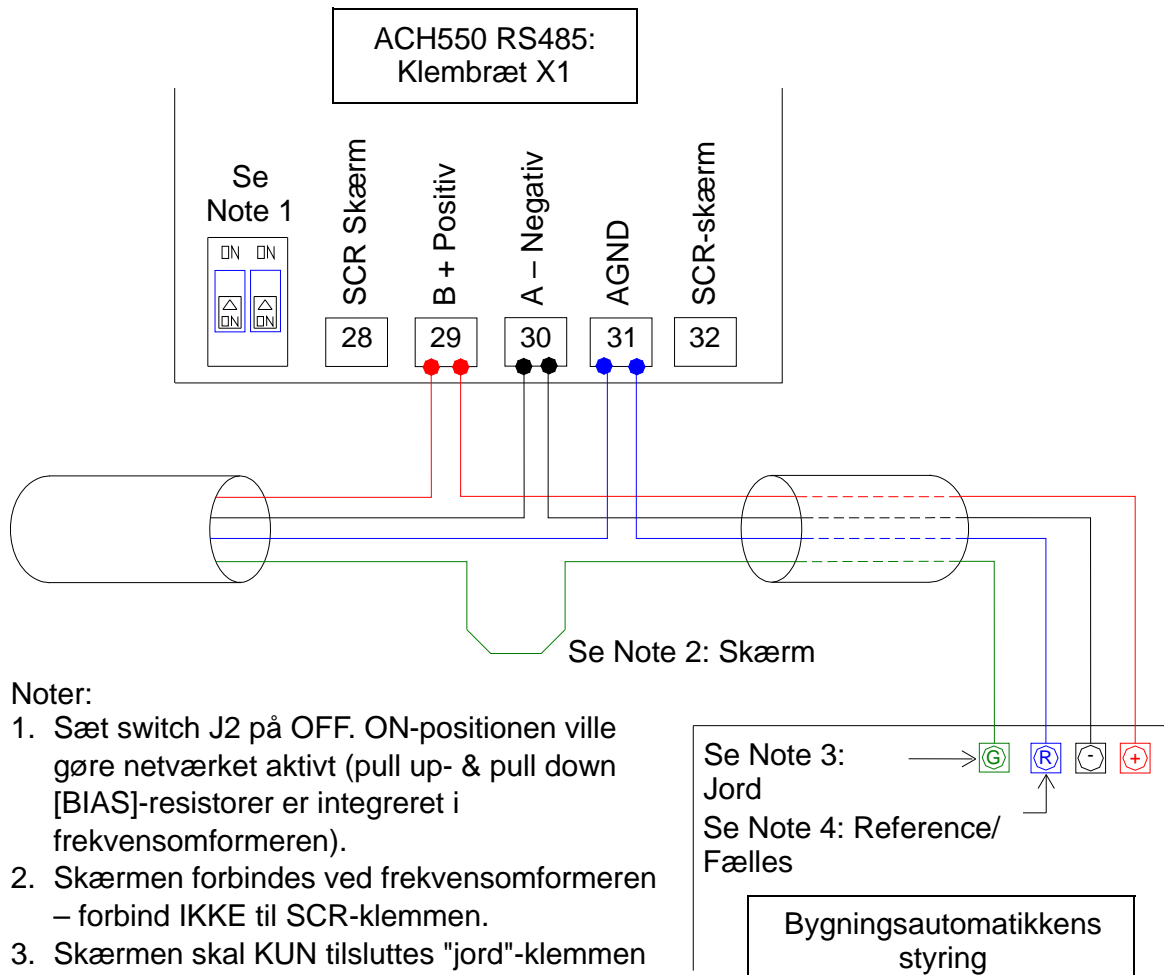 ACH550 RS485:
Klembræt X1
Se
Note 1
ON ON
ON ON
SCR Skærm
B + Positiv
A – Negativ
AGND
SCR-skærm
28
29
30
31
32
Se Note 2: Skærm
Noter:
1. Sæt switch J2 på OFF. ON-positionen ville
gøre netværket aktivt (pull up- & pull down
[BIAS]-resistorer er integreret i
frekvensomformeren).
2. Skærmen forbindes ved frekvensomformeren
– forbind IKKE til SCR-klemmen.
3. Skærmen skal KUN tilsluttes "jord"-klemmen
Se Note 3:
Jord
G R - +
Se Note 4: Reference/
Fælles
Bygningsautomatikkens
styring